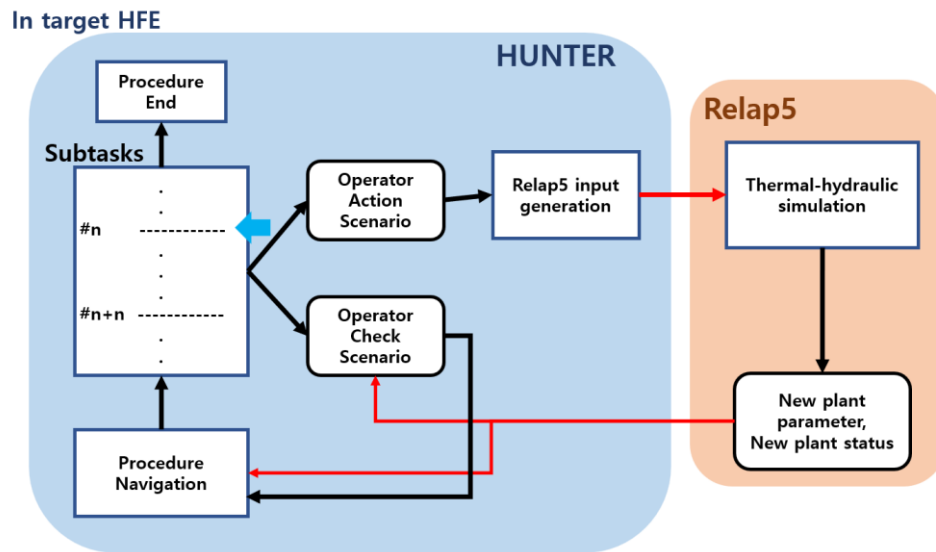 In target HFE
HUNTER
Procedure
End
Relap5
Subtasks
Operator
Action
Scenario
Relap5 input
generation
Thermal-hydraulic
simulation
#n
#n+n
Operator
Check
Scenario
New plant
parameter,
New plant status
Procedure
Navigation